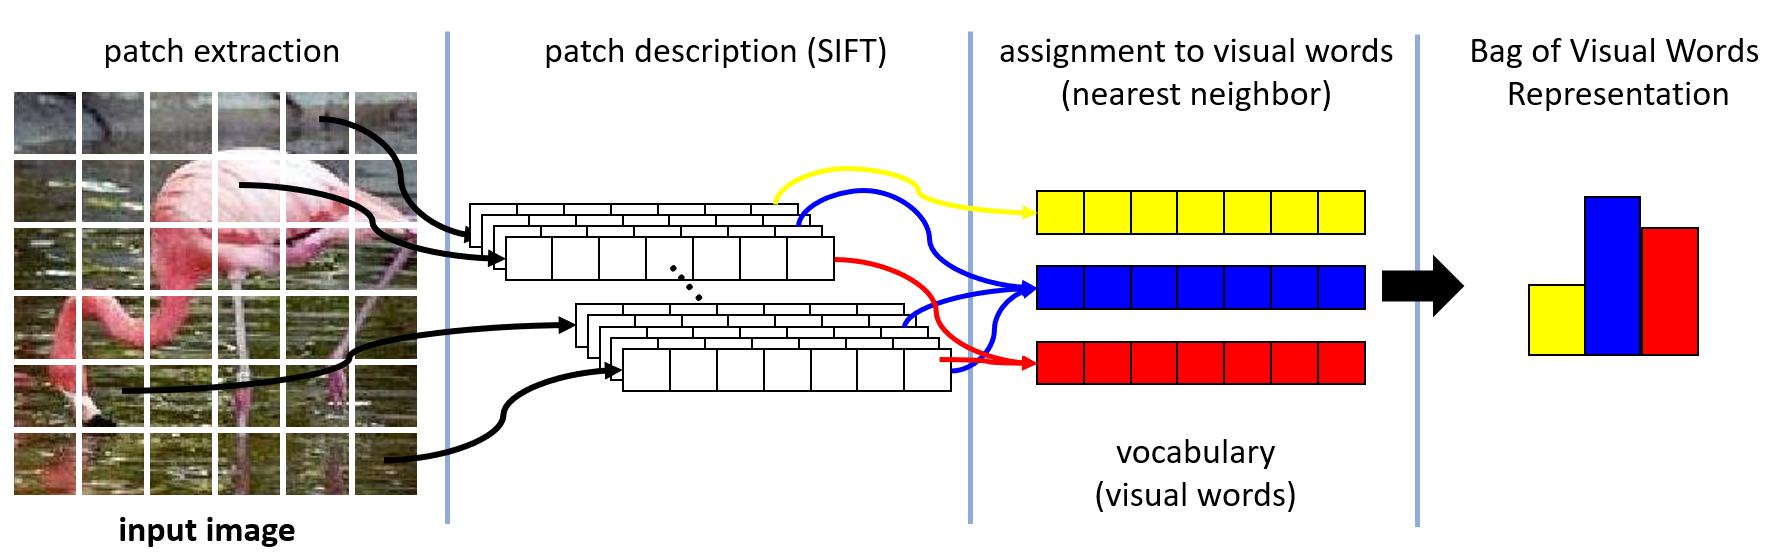 patch extraction
patch description (SIFT)
assignment to visual words
(nearest neighbor)
Bag of Visual Words
Representation
vocabulary
(visual words)
input image